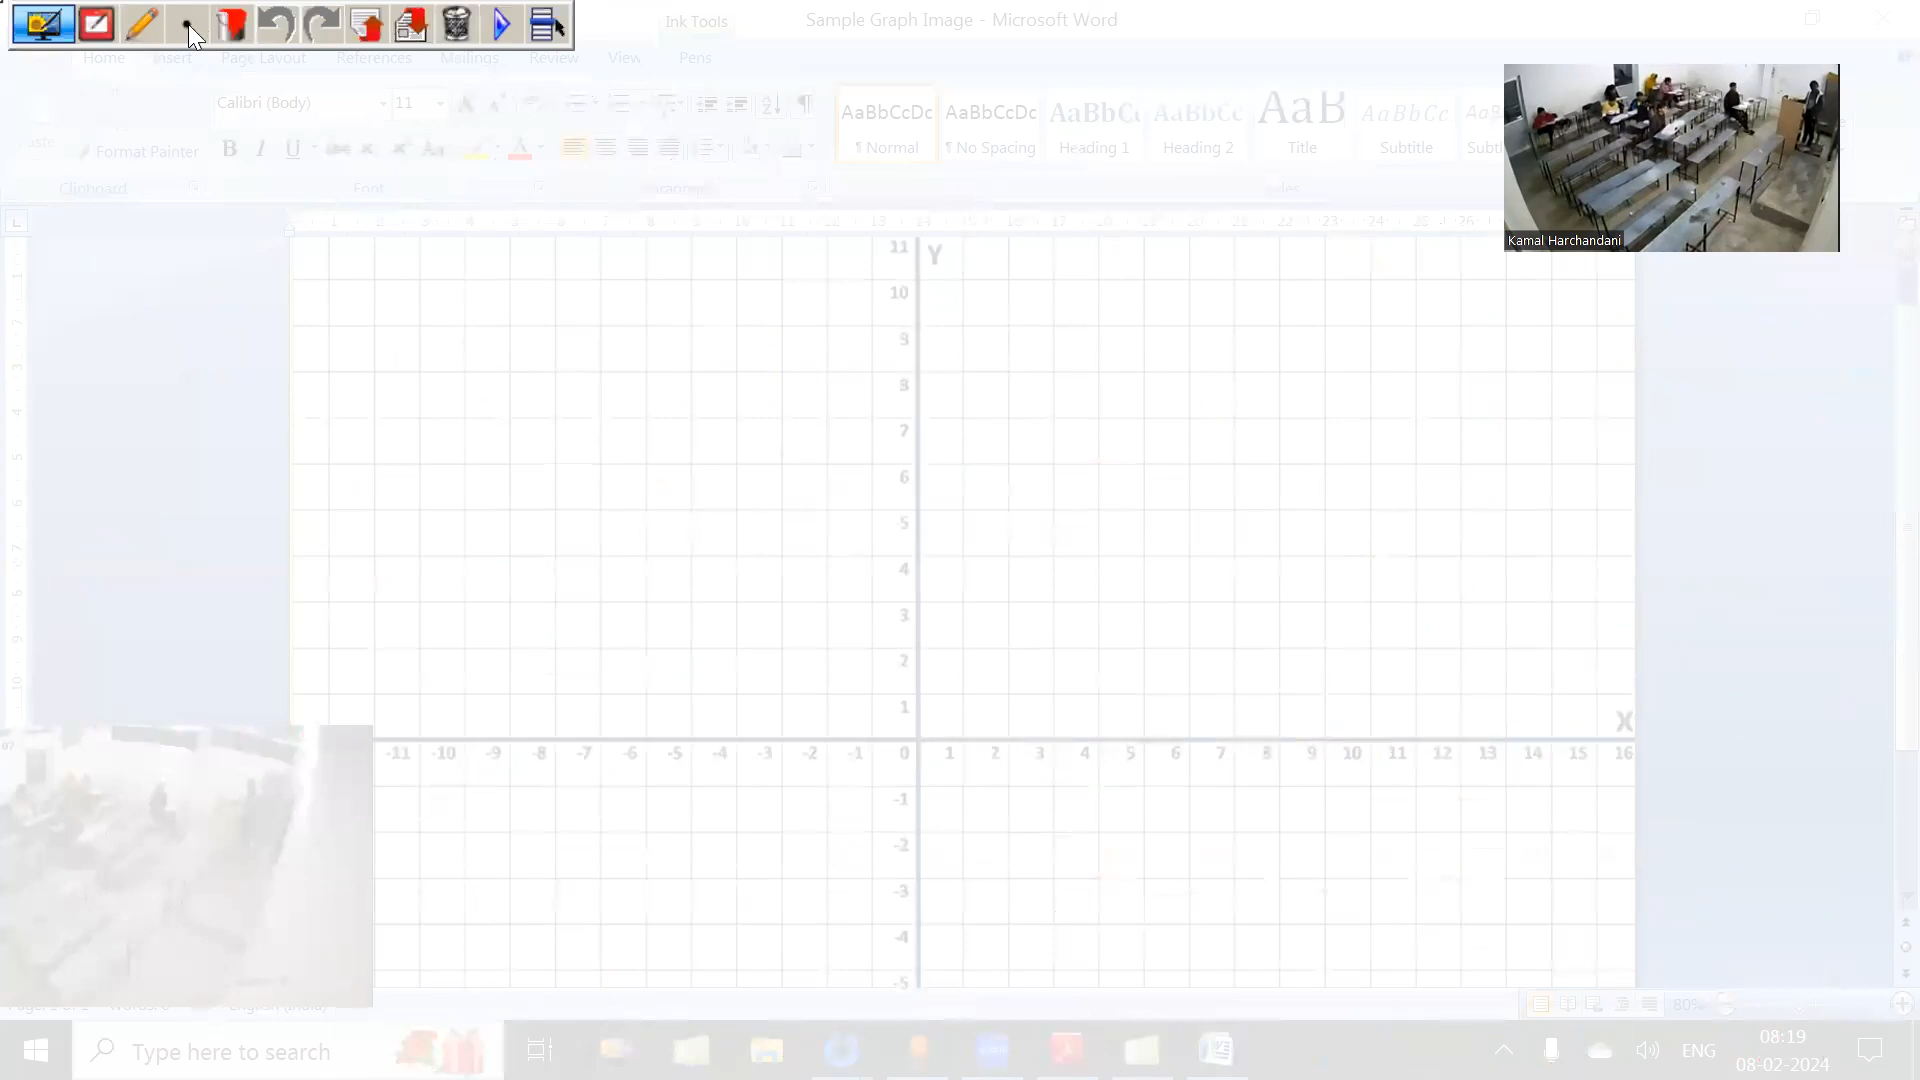 Ink Tools
Sample Graph Image - Microsoft Word
Home Insert Page Layout References Mailings Review View Pens
Calibri (Body) 11
AaBbCcDc AaBbCcDc AaBbCc AaBbCc AaB AaBbCc
B I U
Format Painter
¶ Normal ¶ No Spacing Heading 1 Heading 2 Title Subtitle
Clipboard Font
Kamal Harchandani
11 Y
10
9
8
7
6
5
4
3
2
1
X
-11 -10 -9 -8 -7 -6 -5 -4 -3 -2 -1 0 1 2 3 4 5 6 7 8 9 10 11 12 13 14 15 16
-1
-2
-3
-4
-5
English (India) 80%
Type here to search
ENG
08:19
08-02-2024